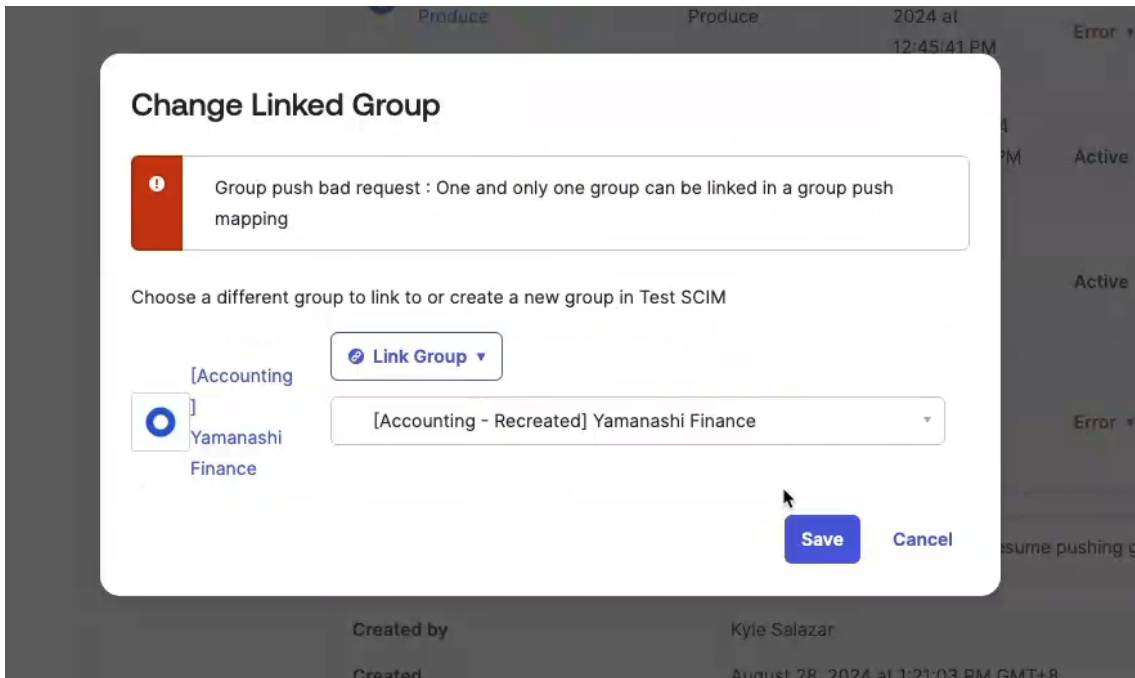 Produce
Produce
2024 at
12:45:41 PM
Error
Change Linked Group
Active
Group push bad request : One and only one group can be linked in a group push
mapping
Choose a different group to link to or create a new group in Test SCIM
Active
Link Group
[Accounting
]
Yamanashi
Finance
[Accounting - Recreated] Yamanashi Finance
Error
Save
Cancel
esume pushing g
Created by
Kyle Salazar
Created
August 28, 2024 at 1:21:03 PM GMT+8